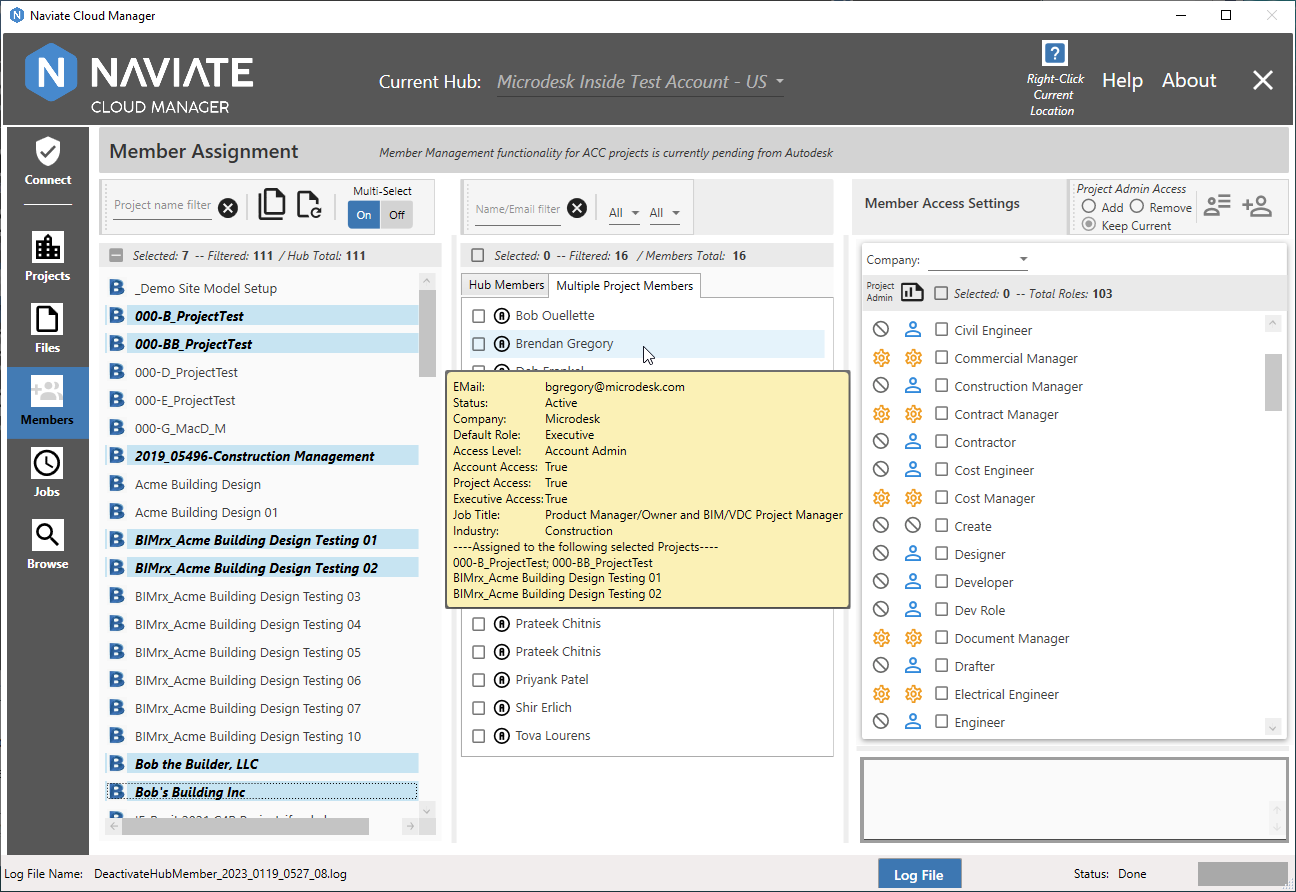 Naviate Cloud Manager
NAVIATE
CLOUD MANAGER
Current Hub: Microdesk Inside Test Account - US
Right-Click
Current
Location
Help
About
Connect
Projects
Files
Members
Jobs
Browse
Member Assignment
Member Management functionality for ACC projects is currently pending from Autodesk
Project name filter
Multi-Select
On
Off
Selected: 7 -- Filtered: 111 / Hub Total: 111
_Demo Site Model Setup
000-B_ProjectTest
000-BB_ProjectTest
000-D_ProjectTest
000-E_ProjectTest
000-G_MacD_M
2019_05496-Construction Management
Acme Building Design
Acme Building Design 01
BIMrx_Acme Building Design Testing 01
BIMrx_Acme Building Design Testing 02
BIMrx_Acme Building Design Testing 03
BIMrx_Acme Building Design Testing 04
BIMrx_Acme Building Design Testing 05
BIMrx_Acme Building Design Testing 06
BIMrx_Acme Building Design Testing 07
BIMrx_Acme Building Design Testing 10
Bob the Builder, LLC
Bob's Building Inc
Name/Email filter
All
All
Selected: 0 -- Filtered: 16 / Members Total: 16
Hub Members
Multiple Project Members
Bob Ouellette
Brendan Gregory
EMail: bgregory@microdesk.com
Status: Active
Company: Microdesk
Default Role: Executive
Access Level: Account Admin
Account Access: True
Project Access: True
Executive Access: True
Job Title: Product Manager/Owner and BIM/VDC Project Manager
Industry: Construction
----Assigned to the following selected Projects----
000-B_ProjectTest; 000-BB_ProjectTest
BIMrx_Acme Building Design Testing 01
BIMrx_Acme Building Design Testing 02
Prateek Chitnis
Prateek Chitnis
Priyank Patel
Shir Erlich
Tova Lourens
Member Access Settings
Project Admin Access
Add
Remove
Keep Current
Company:
Project
Admin
Selected: 0 -- Total Roles: 103
Civil Engineer
Commercial Manager
Construction Manager
Contract Manager
Contractor
Cost Engineer
Cost Manager
Create
Designer
Developer
Dev Role
Document Manager
Drafter
Electrical Engineer
Engineer
Log File Name: DeactivateHubMember_2023_0119_0527_08.log
Log File
Status: Done